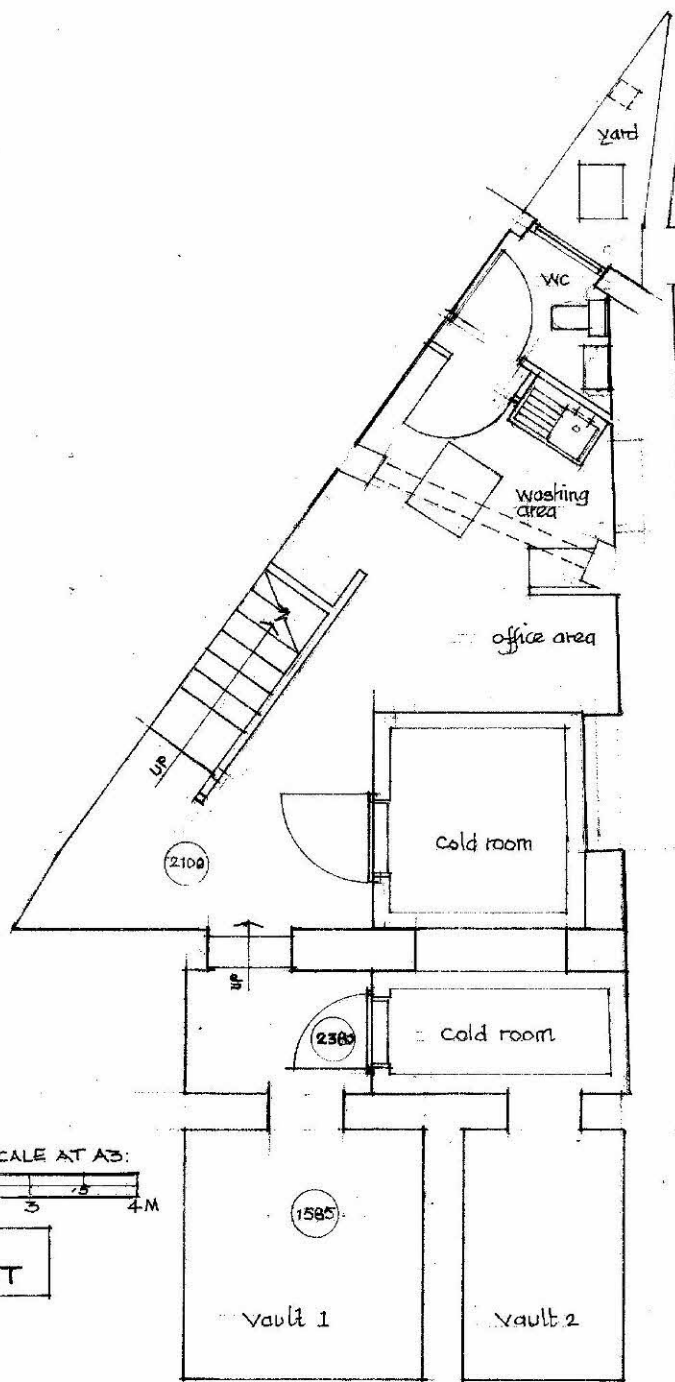 yard
WC
washing
area
office area
UP
cold room
2100
UP
2380
cold room
CALE AT A3:
3
.5
4M
1585
T
vault 1
vault 2